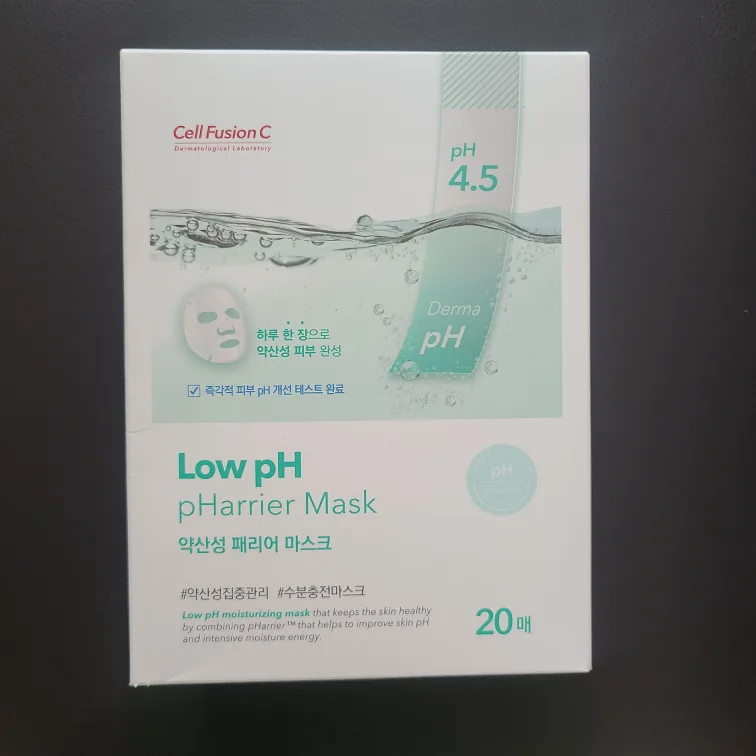 Cell Fusion C
Dermatological Laboratory
pH
4.5
Derma
pH
하루 한 장으로
약산성 피부 완성
즉각적 피부 pH 개선 테스트 완료
Low pH
pHarrier Mask
약산성 패리어 마스크
pH
#약산성집중관리 #수분충전마스크
Low pH moisturizing mask that keeps the skin healthy
by combining pHarrier™ that helps to improve skin pH
and intensive moisture energy.
20매